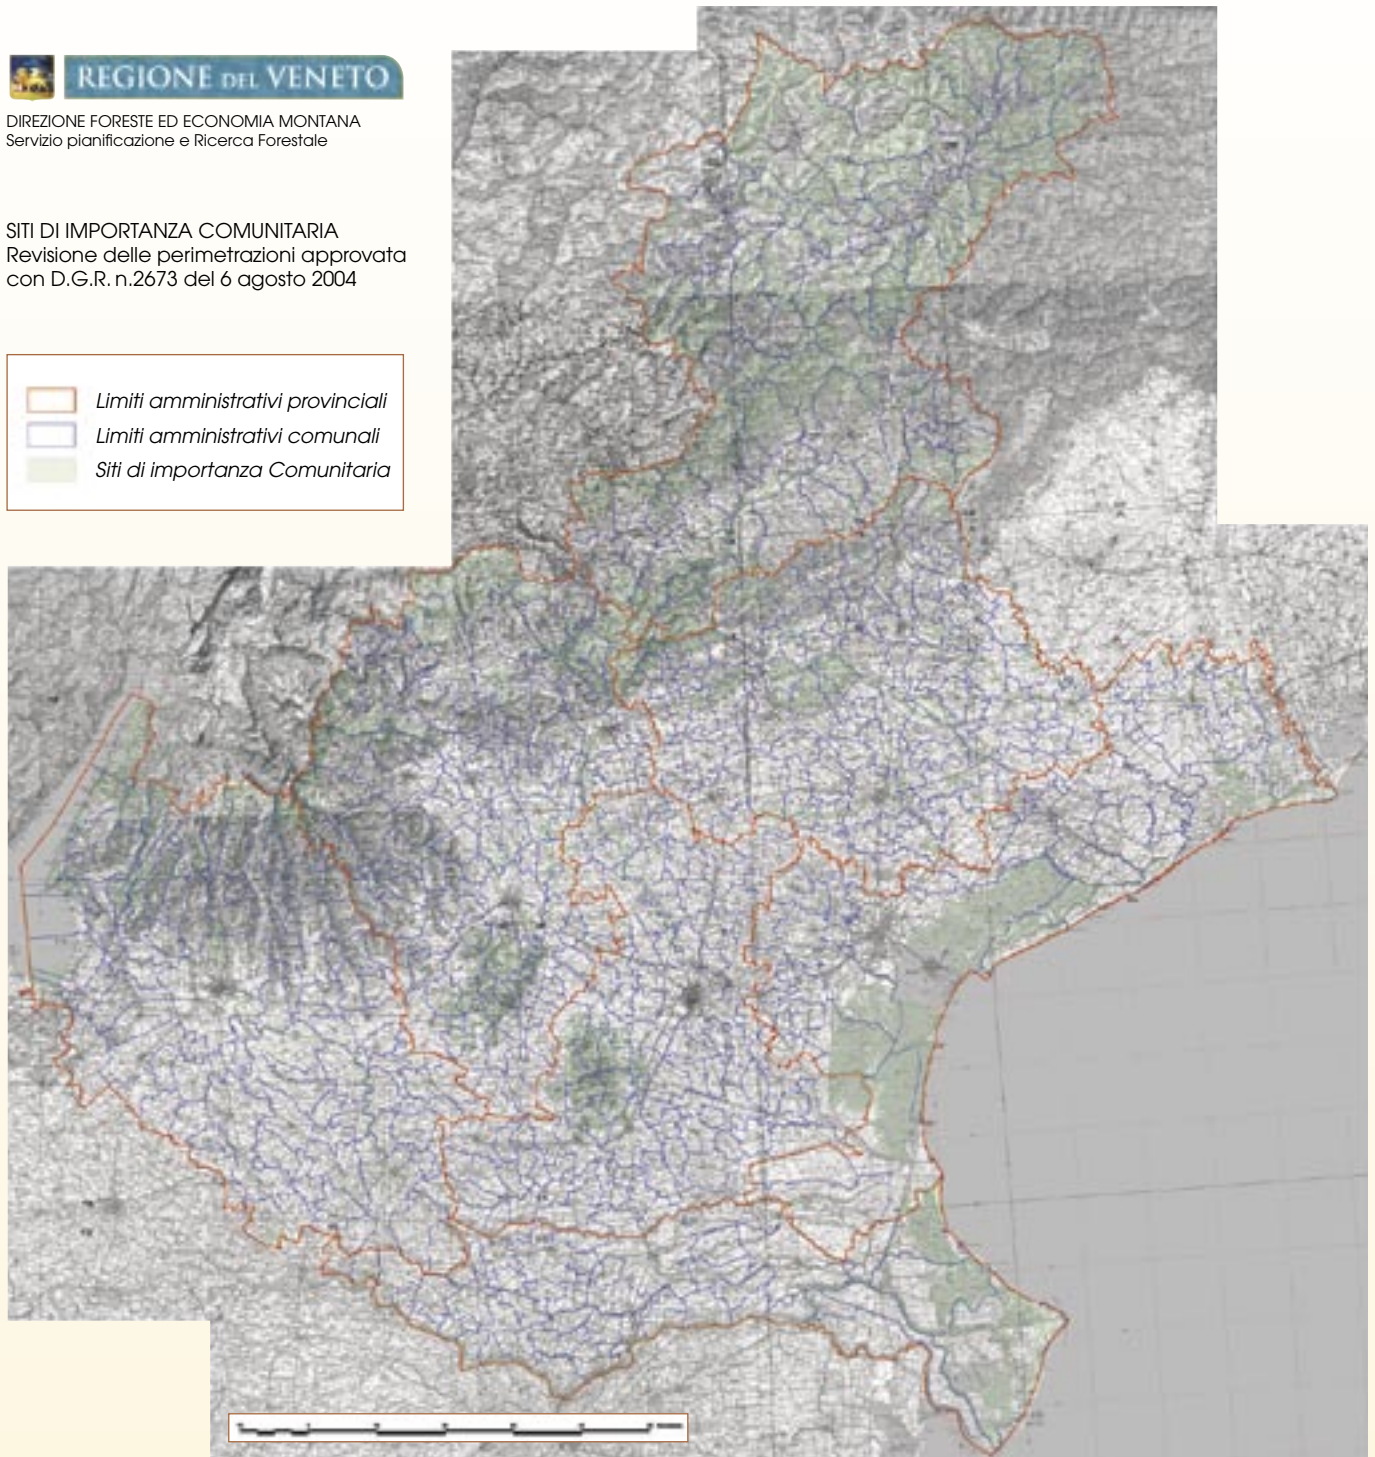 REGIONE DEL VENETO
DIREZIONE FORESTE ED ECONOMIA MONTANA
Servizio pianificazione e Ricerca Forestale
SITI DI IMPORTANZA COMUNITARIA
Revisione delle perimetrazioni approvata
con D.G.R. n.2673 del 6 agosto 2004
Limiti amministrativi provinciali
Limiti amministrativi comunali
Siti di importanza Comunitaria